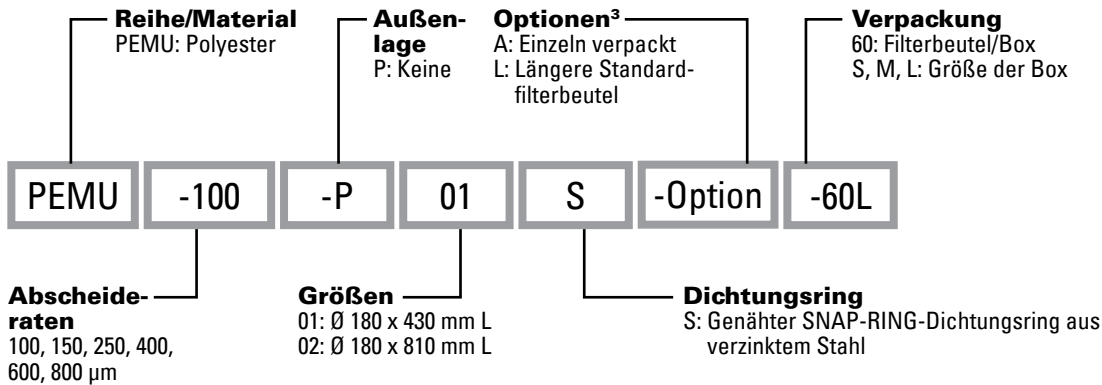 Reihe/Material
PEMU: Polyester
Außen-
lage
P: Keine
Optionen³
A: Einzeln verpackt
L: Längere Standard-
filterbeutel
Verpackung
60: Filterbeutel/Box
S, M, L: Größe der Box
PEMU -100 -P 01 S -Option -60L
Abscheide-
raten
100, 150, 250, 400,
600, 800 µm
Größen
01: Ø 180 x 430 mm L
02: Ø 180 x 810 mm L
Dichtungsring
S: Genähter SNAP-RING-Dichtungsring aus
verzinktem Stahl